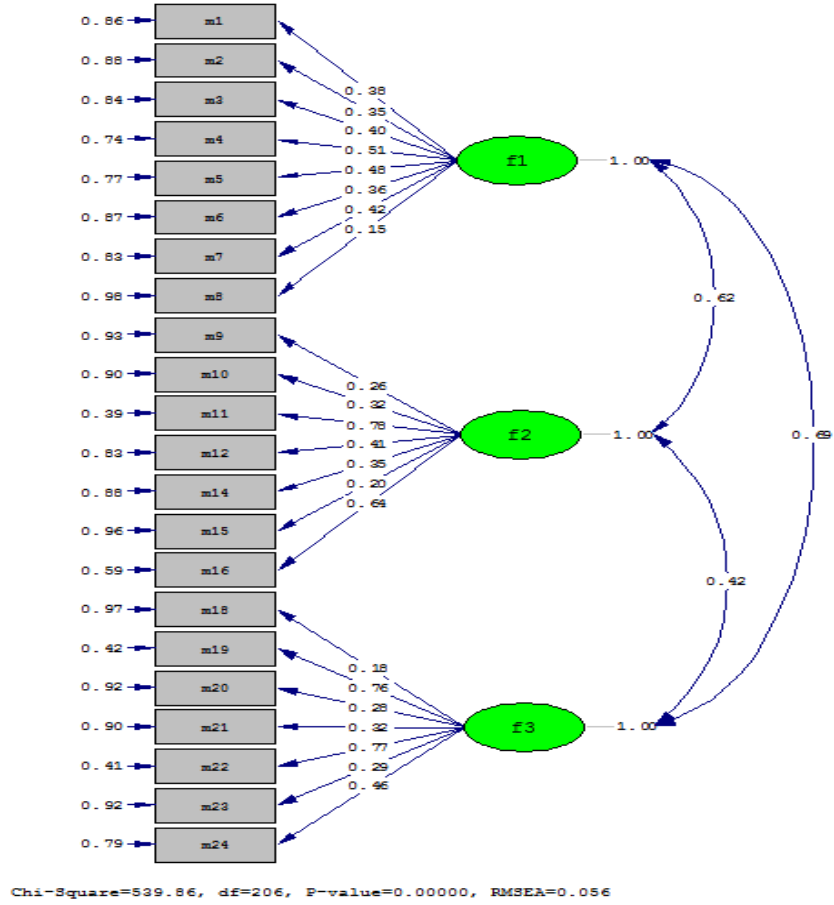 0.86 m1
0.38
0.88 m2
0.35
0.84 m3
0.40
0.74 m4
0.51
f1 1.00
0.77 m5
0.48
0.36
0.87 m6
0.42
0.15
0.83 m7
0.98 m8
0.62
0.93 m9
0.90 m10
0.26
0.32
0.39 m11
0.78
f2 1.00
0.69
0.83 m12
0.41
0.35
0.88 m14
0.20
0.64
0.96 m15
0.59 m16
0.42
0.97 m18
0.42 m19
0.18
0.76
0.92 m20
0.28
0.90 m21
0.32
f3 1.00
0.77
0.41 m22
0.29
0.46
0.92 m23
0.79 m24
Chi-Square=539.86, df=206, P-value=0.00000, RMSEA=0.056